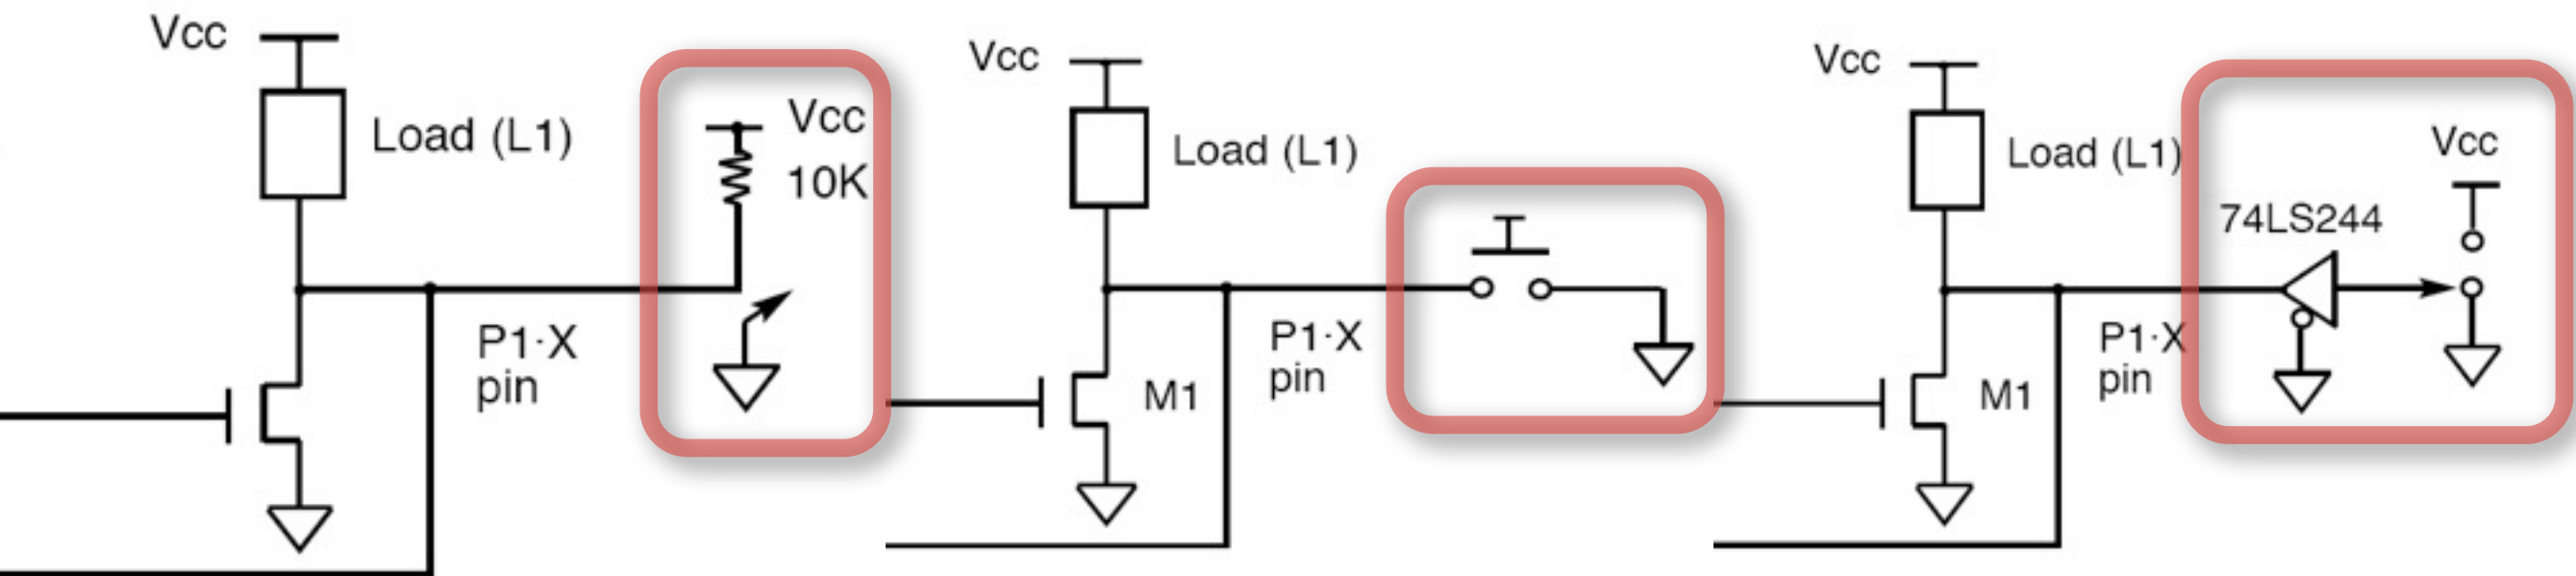 Vcc
Load (L1)
Vcc
10K
P1·X
pin
Vcc
Load (L1)
P1·X
pin
M1
Vcc
Load (L1)
Vcc
74LS244
P1·X
pin
M1